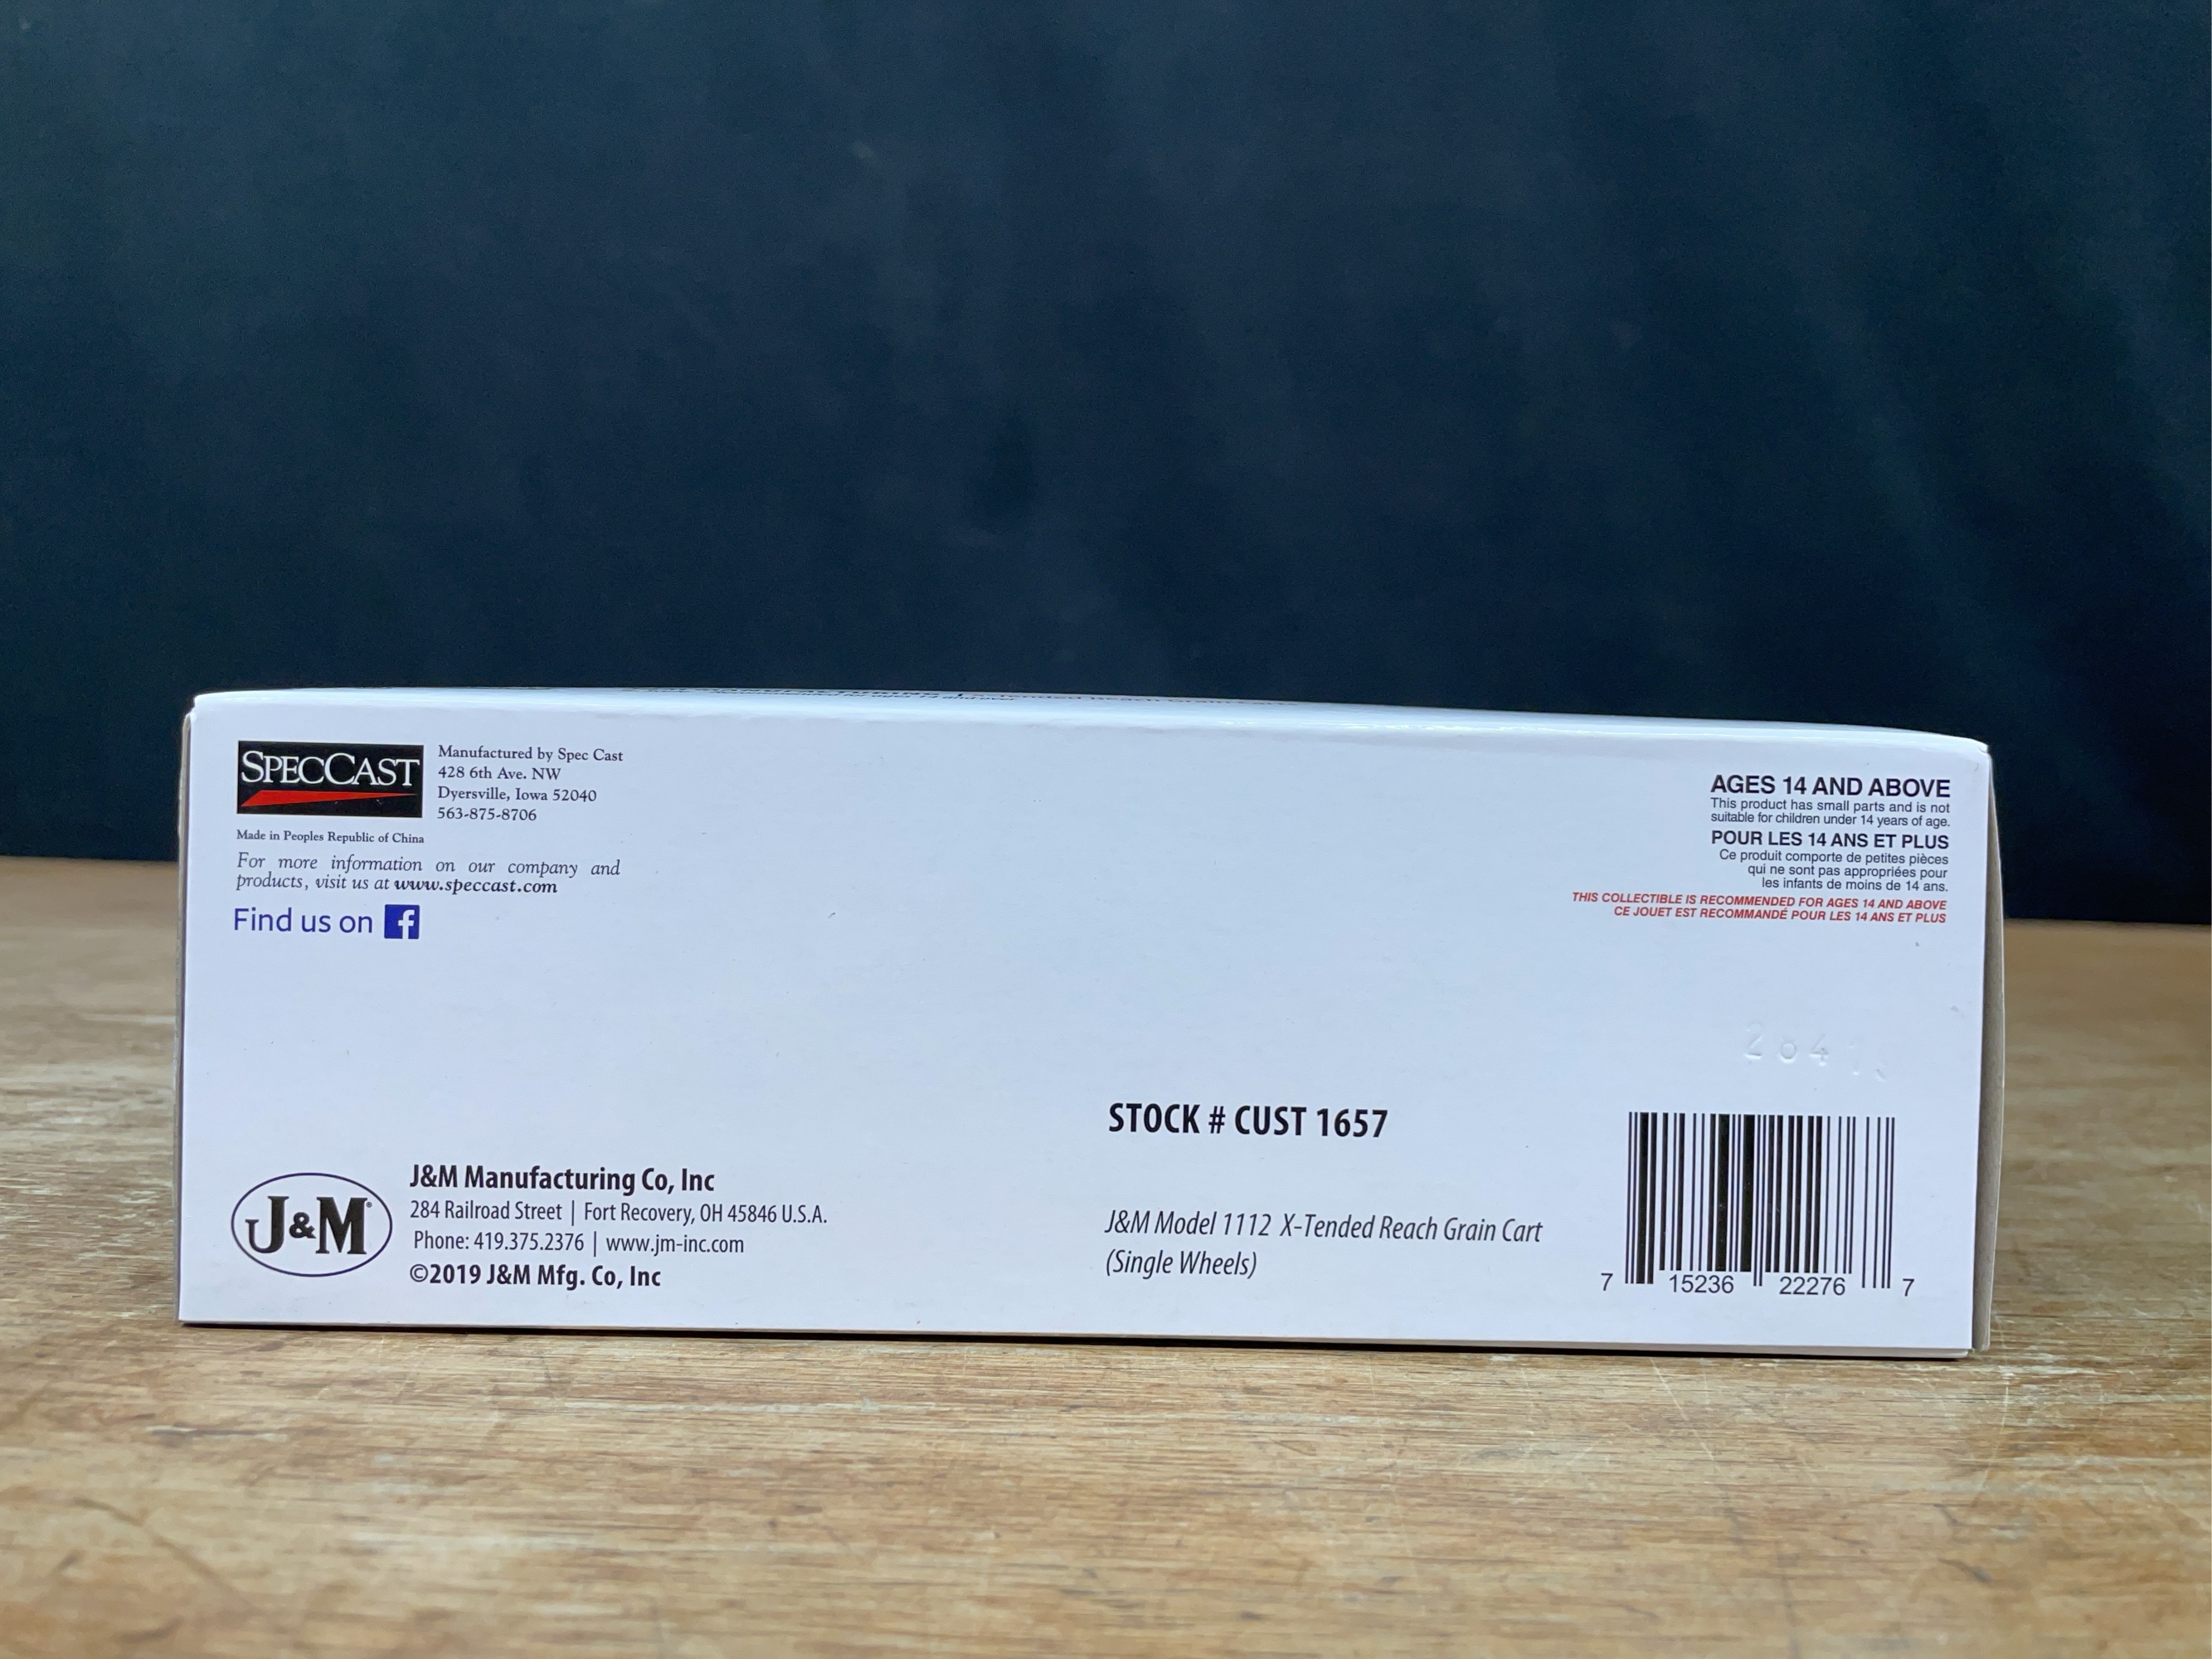 SPECCAST
Manufactured by Spec Cast
428 6th Ave. NW
Dyersville, Iowa 52040
563-875-8706
Made in Peoples Republic of China
For more information on our company and
products, visit us at www.speccast.com
Find us on f
AGES 14 AND ABOVE
This product has small parts and is not
suitable for children under 14 years of age.
POUR LES 14 ANS ET PLUS
Ce produit comporte de petites pièces
qui ne sont pas appropriées pour
les infants de moins de 14 ans.
THIS COLLECTIBLE IS RECOMMENDED FOR AGES 14 AND ABOVE
CE JOUET EST RECOMMANDÉ POUR LES 14 ANS ET PLUS
J&M®
J&M Manufacturing Co, Inc
284 Railroad Street | Fort Recovery, OH 45846 U.S.A.
Phone: 419.375.2376 | www.jm-inc.com
©2019 J&M Mfg. Co, Inc
STOCK # CUST 1657
J&M Model 1112 X-Tended Reach Grain Cart
(Single Wheels)
7 15236 22276 7